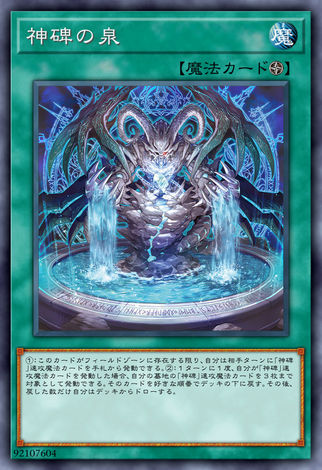 神碑の泉
魔
【魔法カード】
①：このカードがフィールドゾーンに存在する限り、自分は相手ターンに「神碑」速攻魔法カードを手札から発動できる。②：１ターンに１度、自分が「神碑」速攻魔法カードを発動した場合、自分の墓地の「神碑」速攻魔法カードを３枚まで対象として発動できる。そのカードを好きな順番でデッキの下に戻す。その後、戻した数だけ自分はデッキからドローする。
92107604